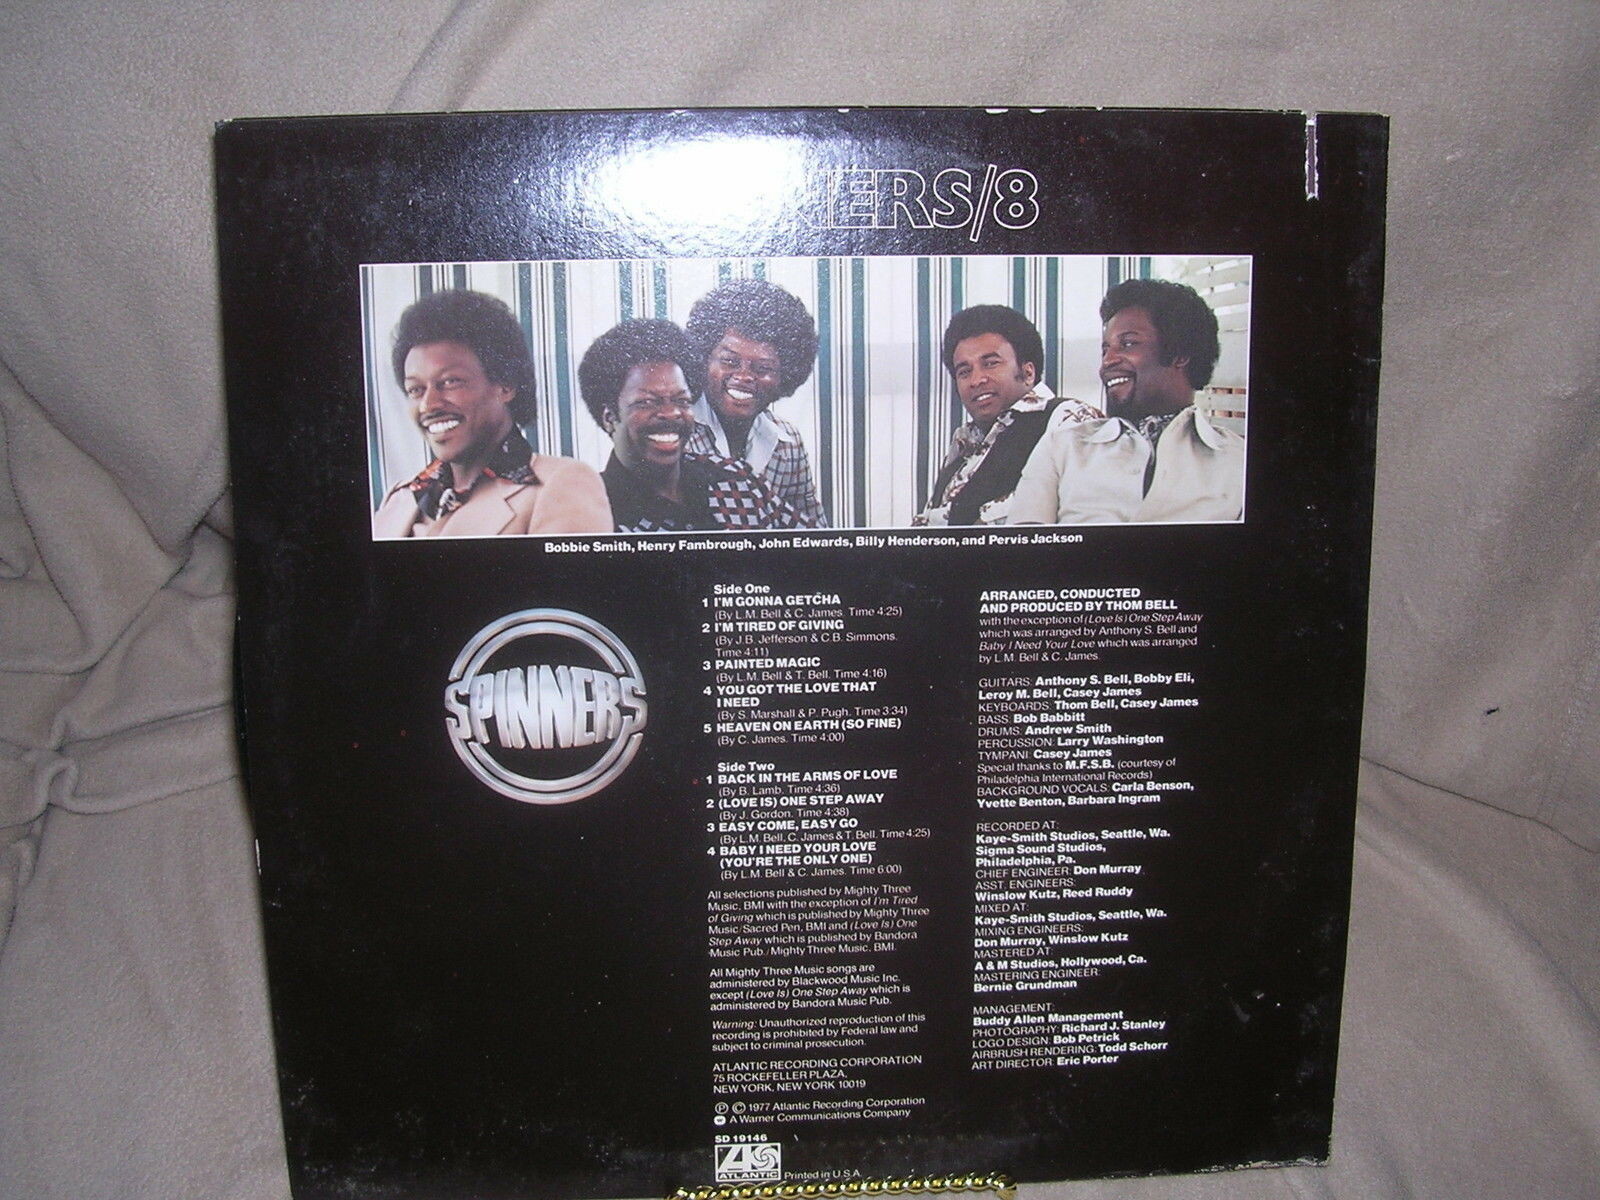 NERS/8
Bobbie Smith, Henry Fambrough, John Edwards, Billy Henderson, and Pervis Jackson
SPINNERS
Side One
1 I'M GONNA GETCHA
(By L.M. Bell & C. James. Time 4:25)
2 I'M TIRED OF GIVING
(By J.B. Jefferson & C.B. Simmons.
Time 4:11)
3 PAINTED MAGIC
(By L.M. Bell & T. Bell. Time 4:16)
4 YOU GOT THE LOVE THAT
I NEED
(By S. Marshall & P. Pugh. Time 3:34)
5 HEAVEN ON EARTH (SO FINE)
(By C. James. Time 4:00)
Side Two
1 BACK IN THE ARMS OF LOVE
(By B. Lamb. Time 4:36)
2 (LOVE IS) ONE STEP AWAY
(By J. Gordon. Time 4:38)
3 EASY COME, EASY GO
(By L.M. Bell, C. James & T. Bell. Time 4:25)
4 BABY I NEED YOUR LOVE
(YOU'RE THE ONLY ONE)
(By L.M. Bell & C. James. Time 6:00)
All selections published by Mighty Three
Music, BMI with the exception of I'm Tired
of Giving which is published by Mighty Three
Music/Sacred Pen, BMI and (Love Is) One
Step Away which is published by Bandora
Music Pub./Mighty Three Music, BMI.
All Mighty Three Music songs are
administered by Blackwood Music Inc.
except (Love Is) One Step Away which is
administered by Bandora Music Pub.
Warning: Unauthorized reproduction of this
recording is prohibited by Federal law and
subject to criminal prosecution.
ATLANTIC RECORDING CORPORATION
75 ROCKEFELLER PLAZA,
NEW YORK, NEW YORK 10019
Ⓟ © 1977 Atlantic Recording Corporation
A Warner Communications Company
SD 19146
ATLANTIC Printed in U.S.A.
ARRANGED, CONDUCTED
AND PRODUCED BY THOM BELL
with the exception of (Love Is) One Step Away
which was arranged by Anthony S. Bell and
Baby I Need Your Love which was arranged
by L.M. Bell & C. James.
GUITARS: Anthony S. Bell, Bobby Eli,
Leroy M. Bell, Casey James
KEYBOARDS: Thom Bell, Casey James
BASS: Bob Babbitt
DRUMS: Andrew Smith
PERCUSSION: Larry Washington
TYMPANI: Casey James
Special thanks to M.F.S.B. (courtesy of
Philadelphia International Records)
BACKGROUND VOCALS: Carla Benson,
Yvette Benton, Barbara Ingram
RECORDED AT:
Kaye-Smith Studios, Seattle, Wa.
Sigma Sound Studios,
Philadelphia, Pa.
CHIEF ENGINEER: Don Murray
ASST. ENGINEERS:
Winslow Kutz, Reed Ruddy
MIXED AT:
Kaye-Smith Studios, Seattle, Wa.
MIXING ENGINEERS:
Don Murray, Winslow Kutz
MASTERED AT:
A & M Studios, Hollywood, Ca.
MASTERING ENGINEER:
Bernie Grundman
MANAGEMENT:
Buddy Allen Management
PHOTOGRAPHY: Richard J. Stanley
LOGO DESIGN: Bob Petrick
AIRBRUSH RENDERING: Todd Schorr
ART DIRECTOR: Eric Porter